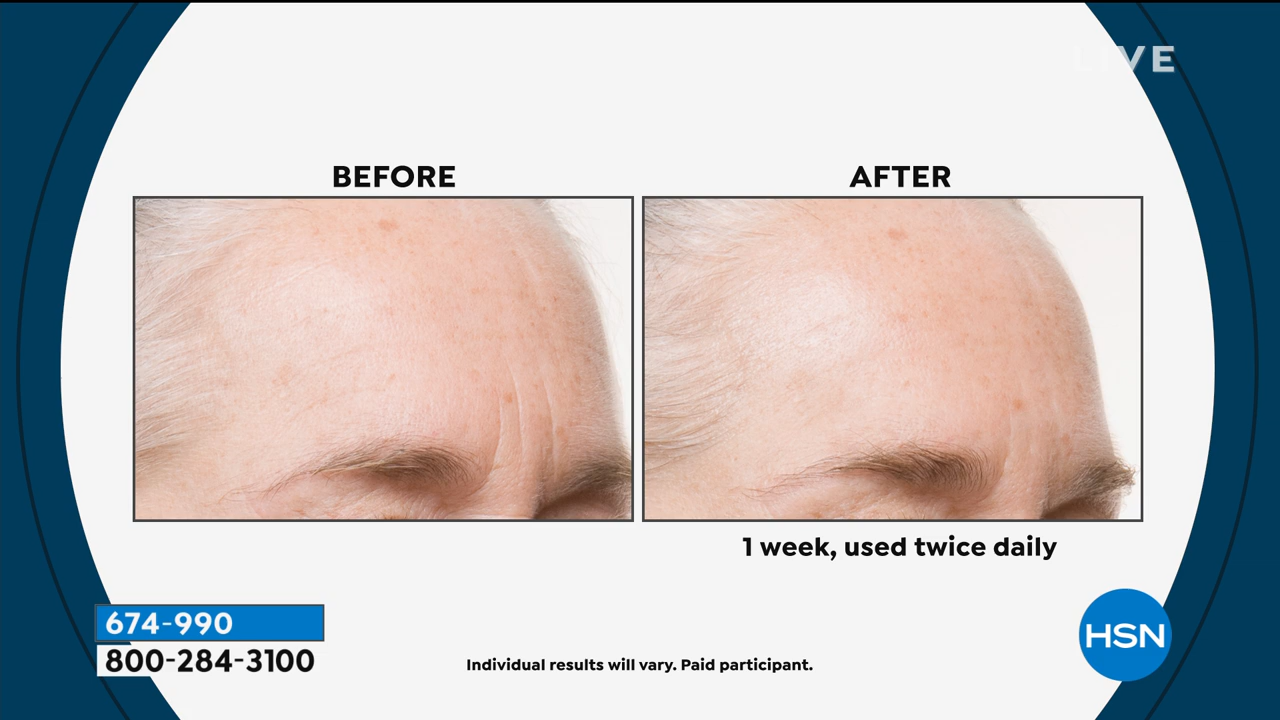 LIVE
BEFORE
AFTER
1 week, used twice daily
674-990
800-284-3100
Individual results will vary. Paid participant.
HSN